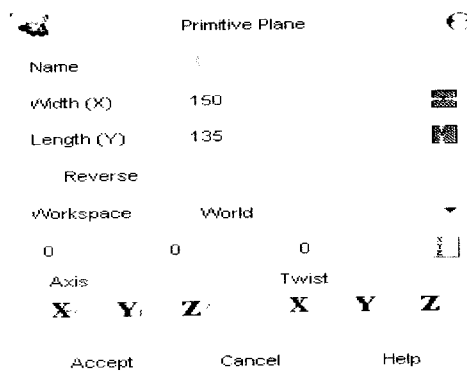 Primitive Plane
Name
Width (X) 150
Length (Y) 135
Reverse
Workspace World
0 0 0
Axis Twist
X Y Z X Y Z
Accept Cancel Help